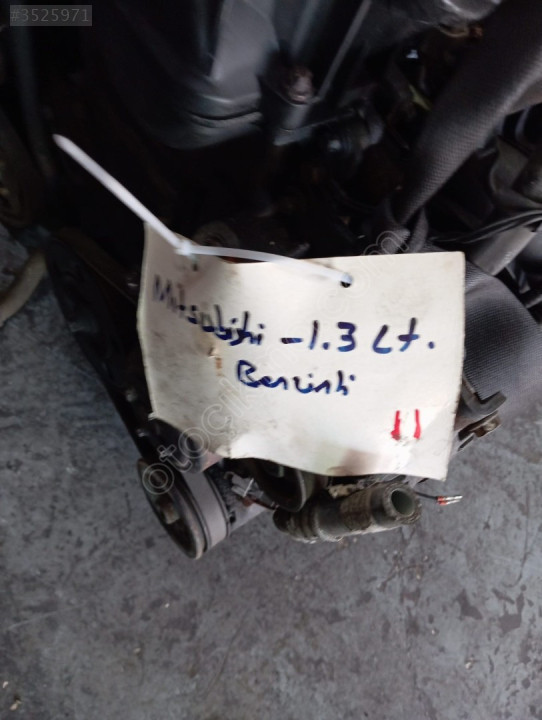 #3525971
Mitsubishi - 1.3 Lt.
Benzinli
11